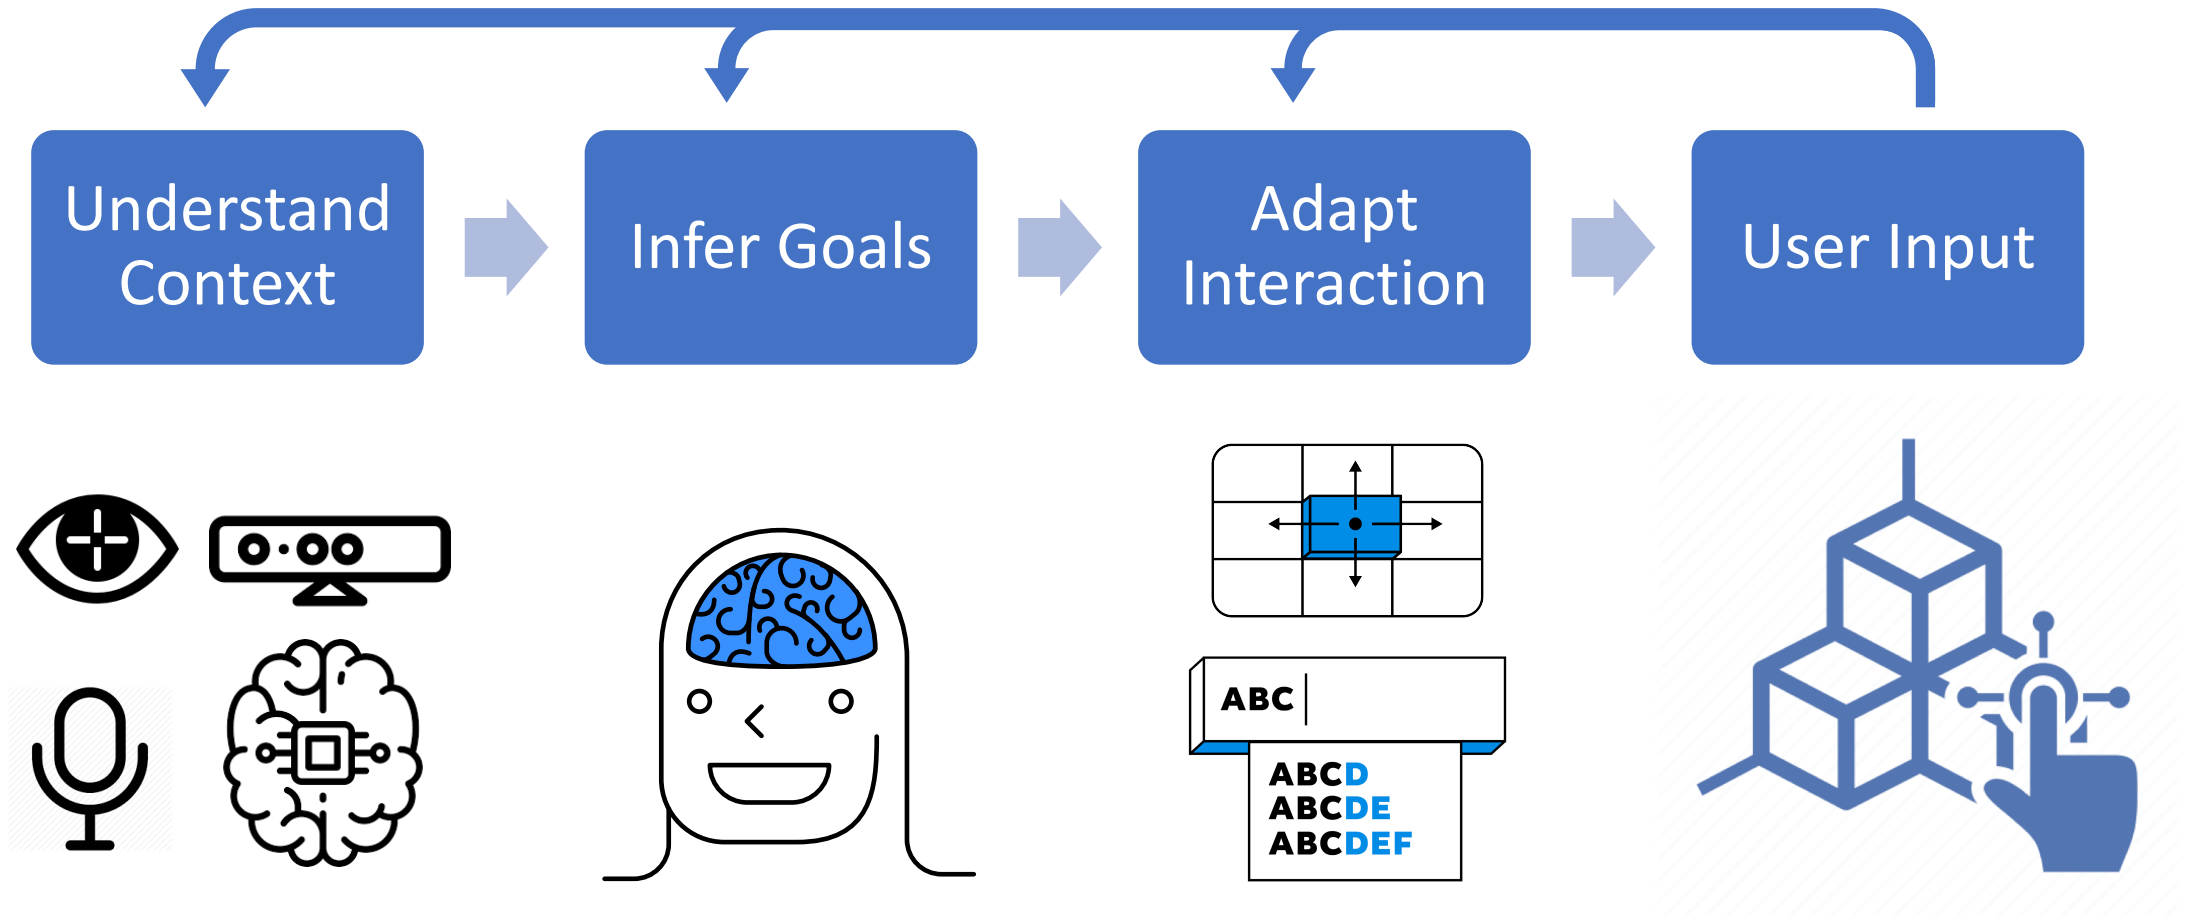 Understand
Context
Infer Goals
Adapt
Interaction
User Input
ABC
ABCD
ABCDE
ABCDEF